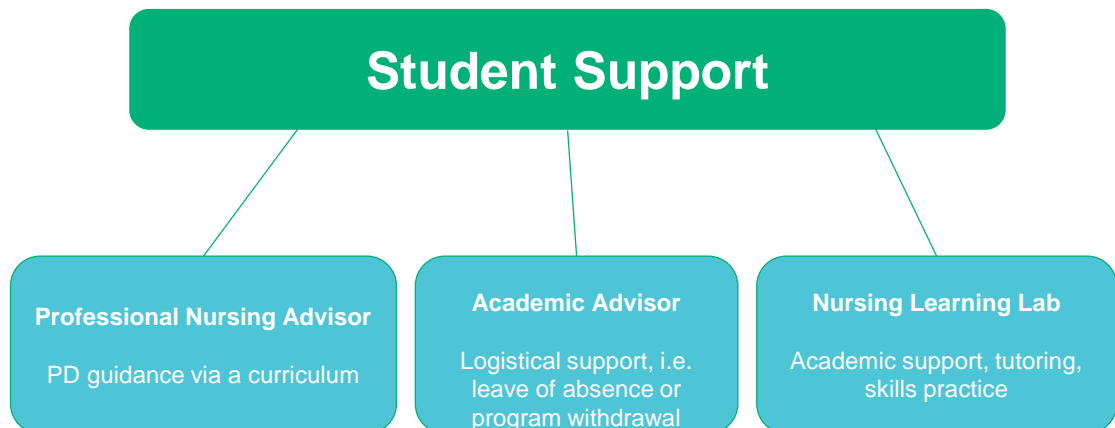 Student Support
Professional Nursing Advisor
PD guidance via a curriculum
Academic Advisor
Logistical support, i.e.
leave of absence or
program withdrawal
Nursing Learning Lab
Academic support, tutoring,
skills practice